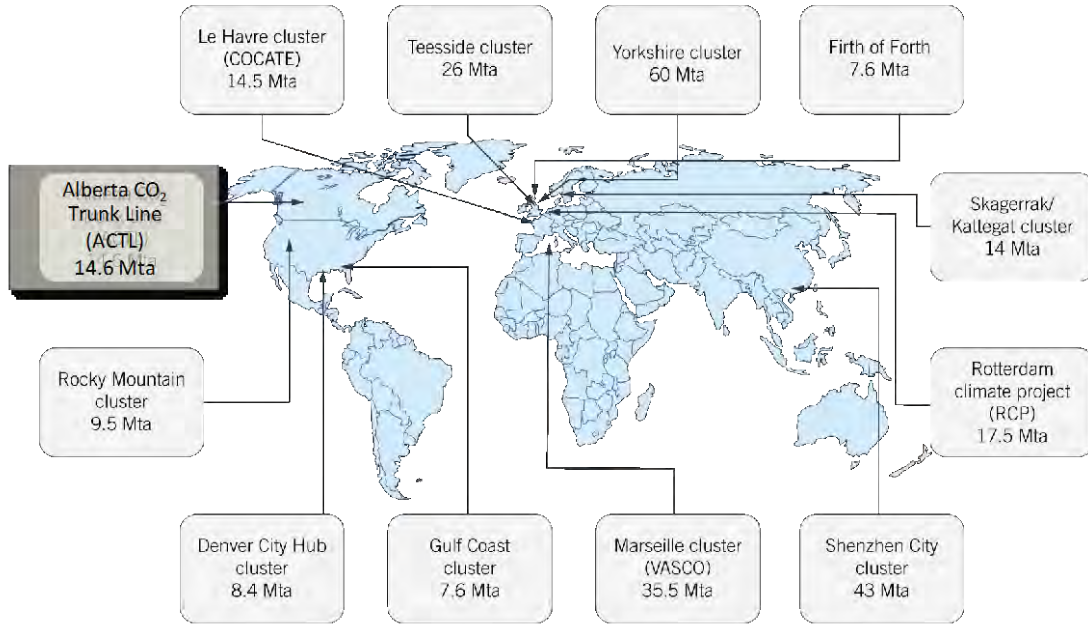 Le Havre cluster
(COCATE)
14.5 Mta
Teesside cluster
26 Mta
Yorkshire cluster
60 Mta
Firth of Forth
7.6 Mta
Alberta CO₂
Trunk Line
(ACTL)
14.6 Mta
Skagerrak/
Kattegat cluster
14 Mta
Rocky Mountain
cluster
9.5 Mta
Rotterdam
climate project
(RCP)
17.5 Mta
Denver City Hub
cluster
8.4 Mta
Gulf Coast
cluster
7.6 Mta
Marseille cluster
(VASCO)
35.5 Mta
Shenzhen City
cluster
43 Mta